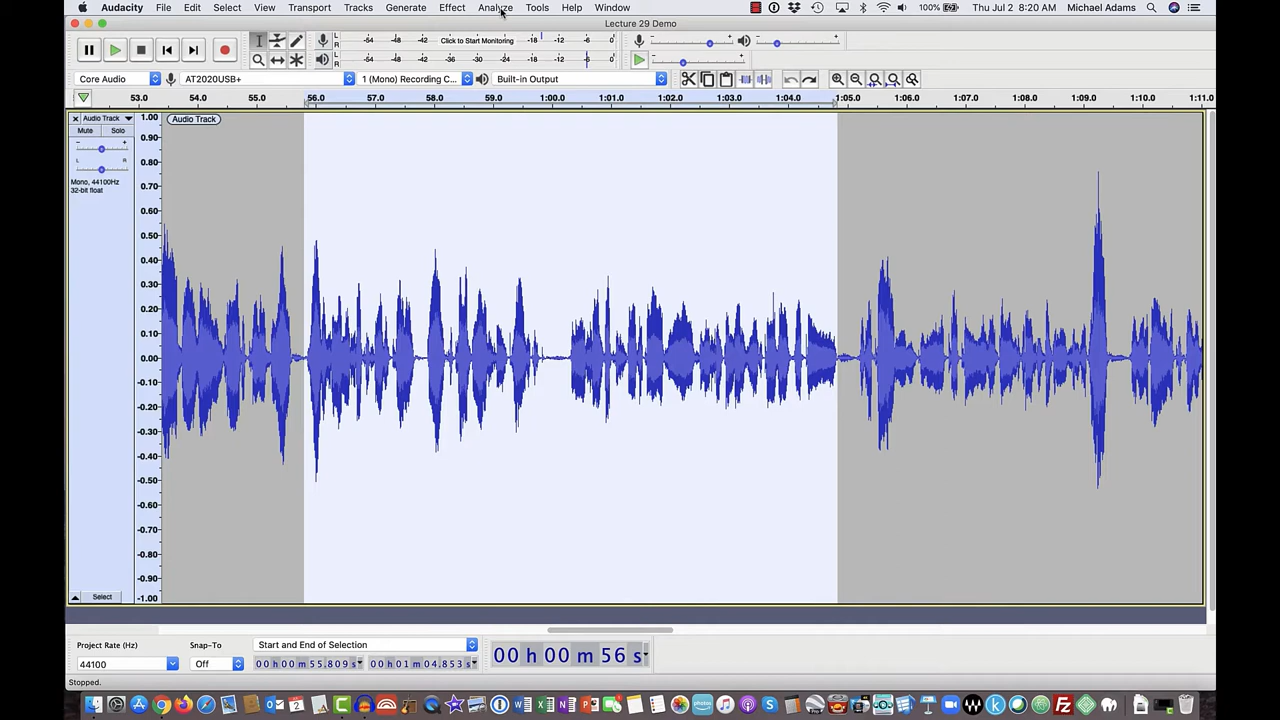 Audacity File Edit Select View Transport Tracks Generate Effect Analyze Tools Help Window 100% Thu Jul 2 8:20 AM Michael Adams
Lecture 29 Demo
L R -54 -48 -42 Click to Start Monitoring -18 -12 -6 0
L R -54 -48 -42 -36 -30 -24 -18 -12 -6 0
Core Audio AT2020USB+ 1 (Mono) Recording C... Built-in Output
53.0 54.0 55.0 56.0 57.0 58.0 59.0 1:00.0 1:01.0 1:02.0 1:03.0 1:04.0 1:05.0 1:06.0 1:07.0 1:08.0 1:09.0 1:10.0 1:11.0
Audio Track
Mute Solo
- +
L R
Mono, 44100Hz
32-bit float
Select
1.00
0.90
0.80
0.70
0.60
0.50
0.40
0.30
0.20
0.10
0.00
-0.10
-0.20
-0.30
-0.40
-0.50
-0.60
-0.70
-0.80
-0.90
-1.00
Audio Track
Project Rate (Hz) Snap-To Start and End of Selection
44100 Off 00 h 00 m 55.809 s 00 h 01 m 04.853 s
00 h 00 m 56 s
Stopped.